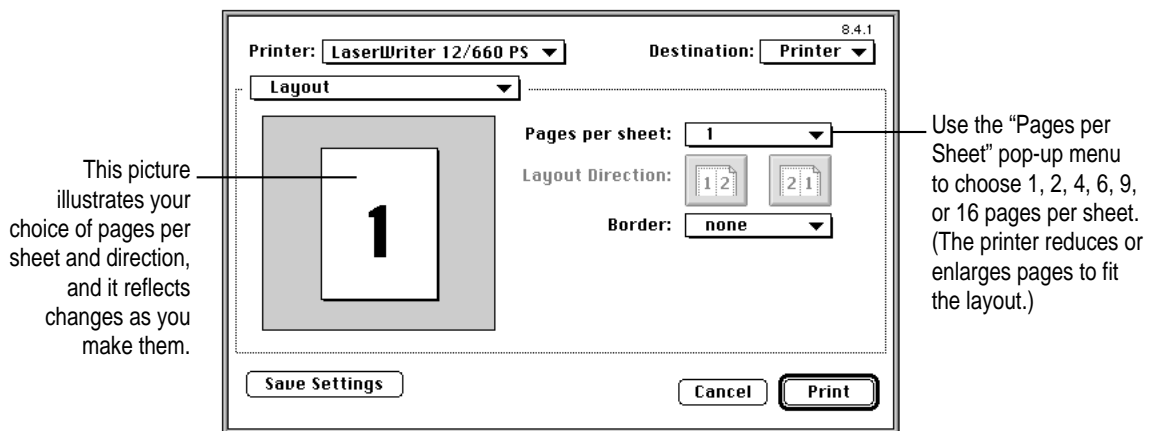 8.4.1
Printer: LaserWriter 12/660 PS
Destination: Printer
Layout
Pages per sheet: 1
Layout Direction: 1 2 2 1
Border: none
1
Save Settings
Cancel
Print
This picture
illustrates your
choice of pages per
sheet and direction,
and it reflects
changes as you
make them.
Use the “Pages per
Sheet” pop-up menu
to choose 1, 2, 4, 6, 9,
or 16 pages per sheet.
(The printer reduces or
enlarges pages to fit
the layout.)